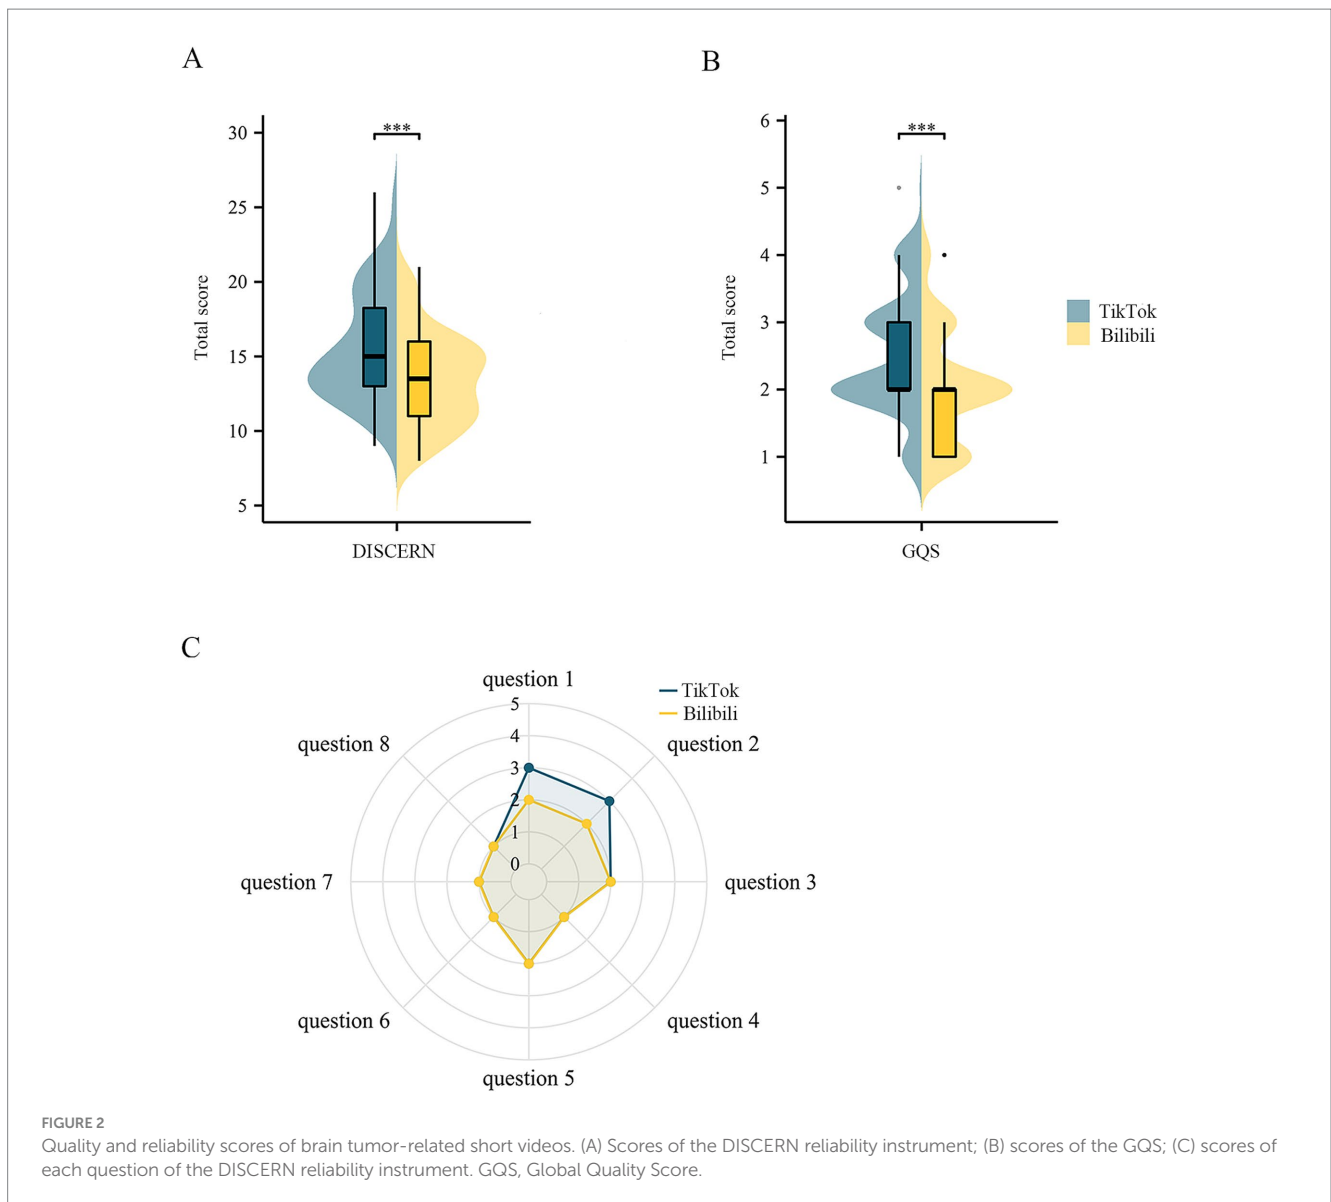 A
B
30
25
20
15
10
5
Total score
***
DISCERN
6
5
4
3
2
1
Total score
***
GQS
TikTok
Bilibili
C
question 1
question 2
question 3
question 4
question 5
question 6
question 7
question 8
5
4
3
2
1
0
TikTok
Bilibili
FIGURE 2
Quality and reliability scores of brain tumor-related short videos. (A) Scores of the DISCERN reliability instrument; (B) scores of the GQS; (C) scores of
each question of the DISCERN reliability instrument. GQS, Global Quality Score.